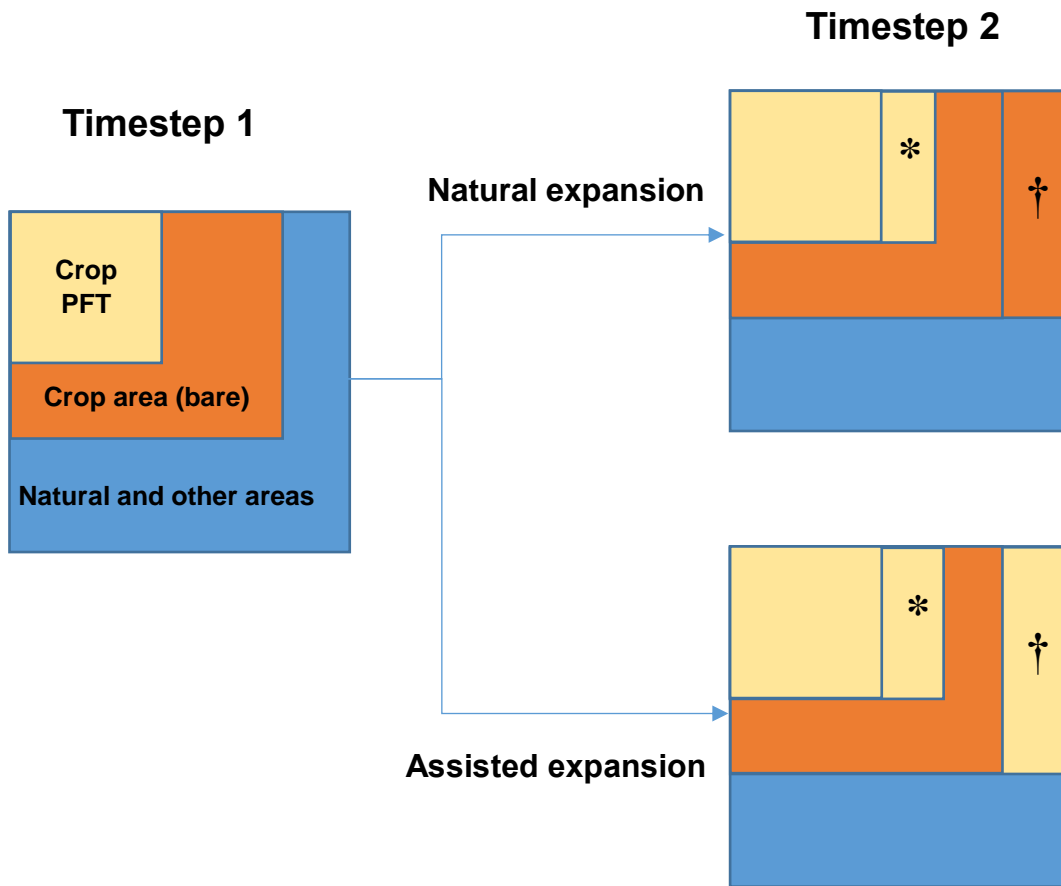 Timestep 2
Timestep 1
Natural expansion
*
†
Crop
PFT
Crop area (bare)
Natural and other areas
*
†
Assisted expansion